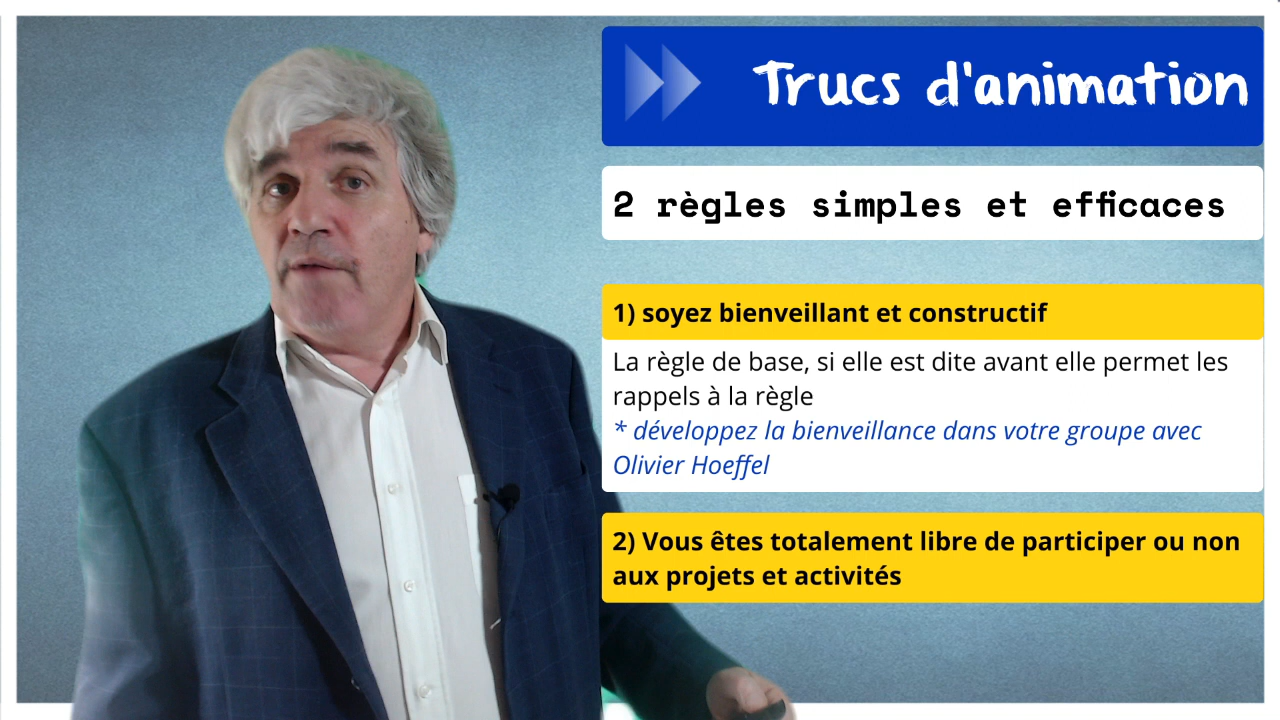 Trucs d'animation
2 règles simples et efficaces
1) soyez bienveillant et constructif
La règle de base, si elle est dite avant elle permet les
rappels à la règle
* développez la bienveillance dans votre groupe avec
Olivier Hoeffel
2) Vous êtes totalement libre de participer ou non
aux projets et activités